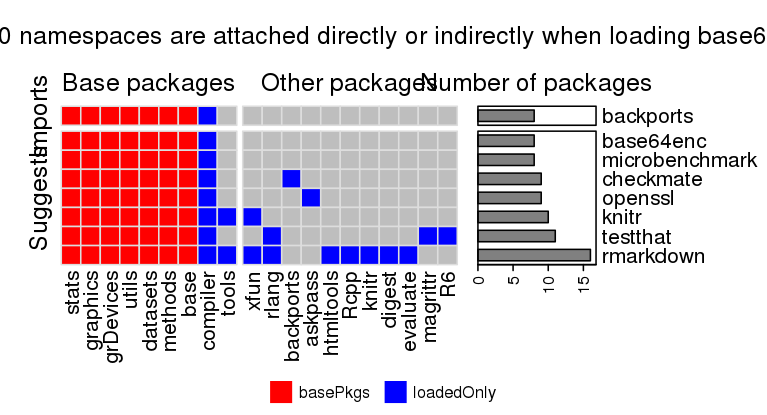 0 namespaces are attached directly or indirectly when loading base6
Base packages
Other packages
Number of packages
Imports
Suggests
backports
base64enc
microbenchmark
checkmate
openssl
knitr
testthat
rmarkdown
0 5 10 15
stats
graphics
grDevices
utils
datasets
methods
base
compiler
tools
xfun
rlang
backports
askpass
htmltools
Rcpp
knitr
digest
evaluate
magrittr
R6
basePkgs
loadedOnly